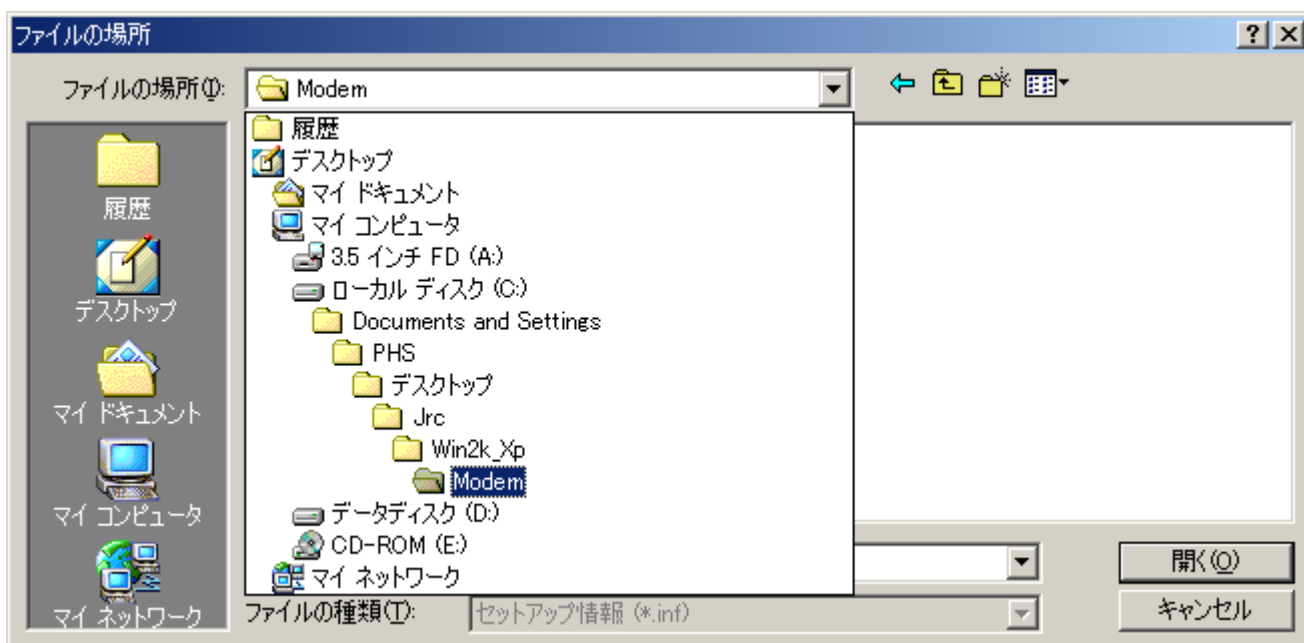 ファイルの場所
ファイルの場所(I):
Modem
履歴
デスクトップ
マイ ドキュメント
マイ コンピュータ
3.5 インチ FD (A:)
ローカル ディスク (C:)
Documents and Settings
PHS
デスクトップ
Jrc
Win2k_Xp
Modem
データディスク (D:)
CD-ROM (E:)
マイ ネットワーク
履歴
デスクトップ
マイ ドキュメント
マイ コンピュータ
マイ ネットワーク
開く(O)
ファイルの種類(T):
セットアップ情報 (*.inf)
キャンセル